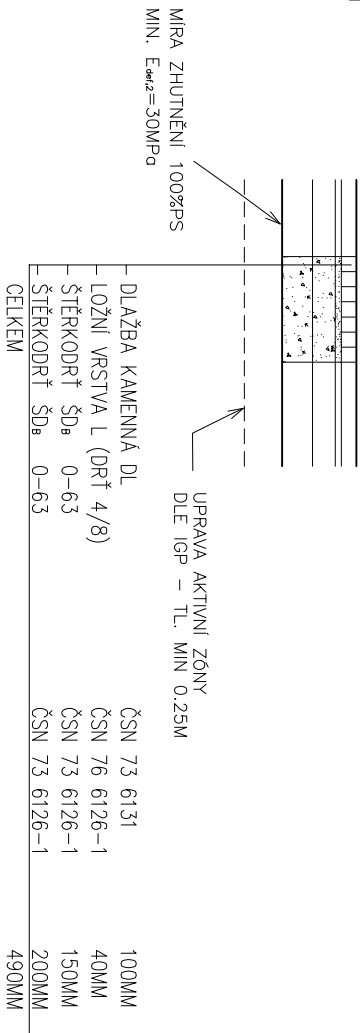 MÍRA ZHUTNĚNÍ 100%PS
MIN. Edef,2=30MPa
UPRAVA AKTIVNÍ ZÓNY
DLE IGP – TL. MIN 0.25M
DLAŽBA KAMENNÁ DL ČSN 73 6131 100MM
LOŽNÍ VRSTVA L (DRŤ 4/8) ČSN 76 6126-1 40MM
ŠTĚRKODRŤ ŠDB 0-63 ČSN 73 6126-1 150MM
ŠTĚRKODRŤ ŠDB 0-63 ČSN 73 6126-1 200MM
CELKEM 490MM